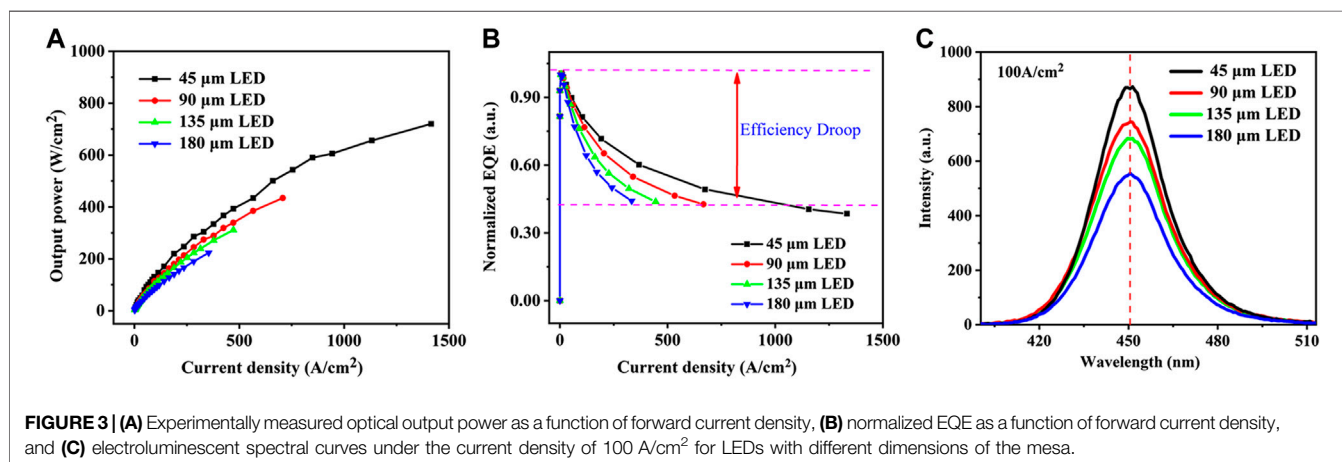 A
1000
800
600
400
200
0
Output power (W/cm²)
45 µm LED
90 µm LED
135 µm LED
180 µm LED
0 500 1000 1500
Current density (A/cm²)
B
0.90
0.60
0.30
0.00
Normalized EQE (a.u.)
Efficiency Droop
45 µm LED
90 µm LED
135 µm LED
180 µm LED
0 500 1000 1500
Current density (A/cm²)
C
1000
800
600
400
200
0
Intensity (a.u.)
100A/cm²
45 µm LED
90 µm LED
135 µm LED
180 µm LED
420 450 480 510
Wavelength (nm)
FIGURE 3 | (A) Experimentally measured optical output power as a function of forward current density, (B) normalized EQE as a function of forward current density,
and (C) electroluminescent spectral curves under the current density of 100 A/cm² for LEDs with different dimensions of the mesa.